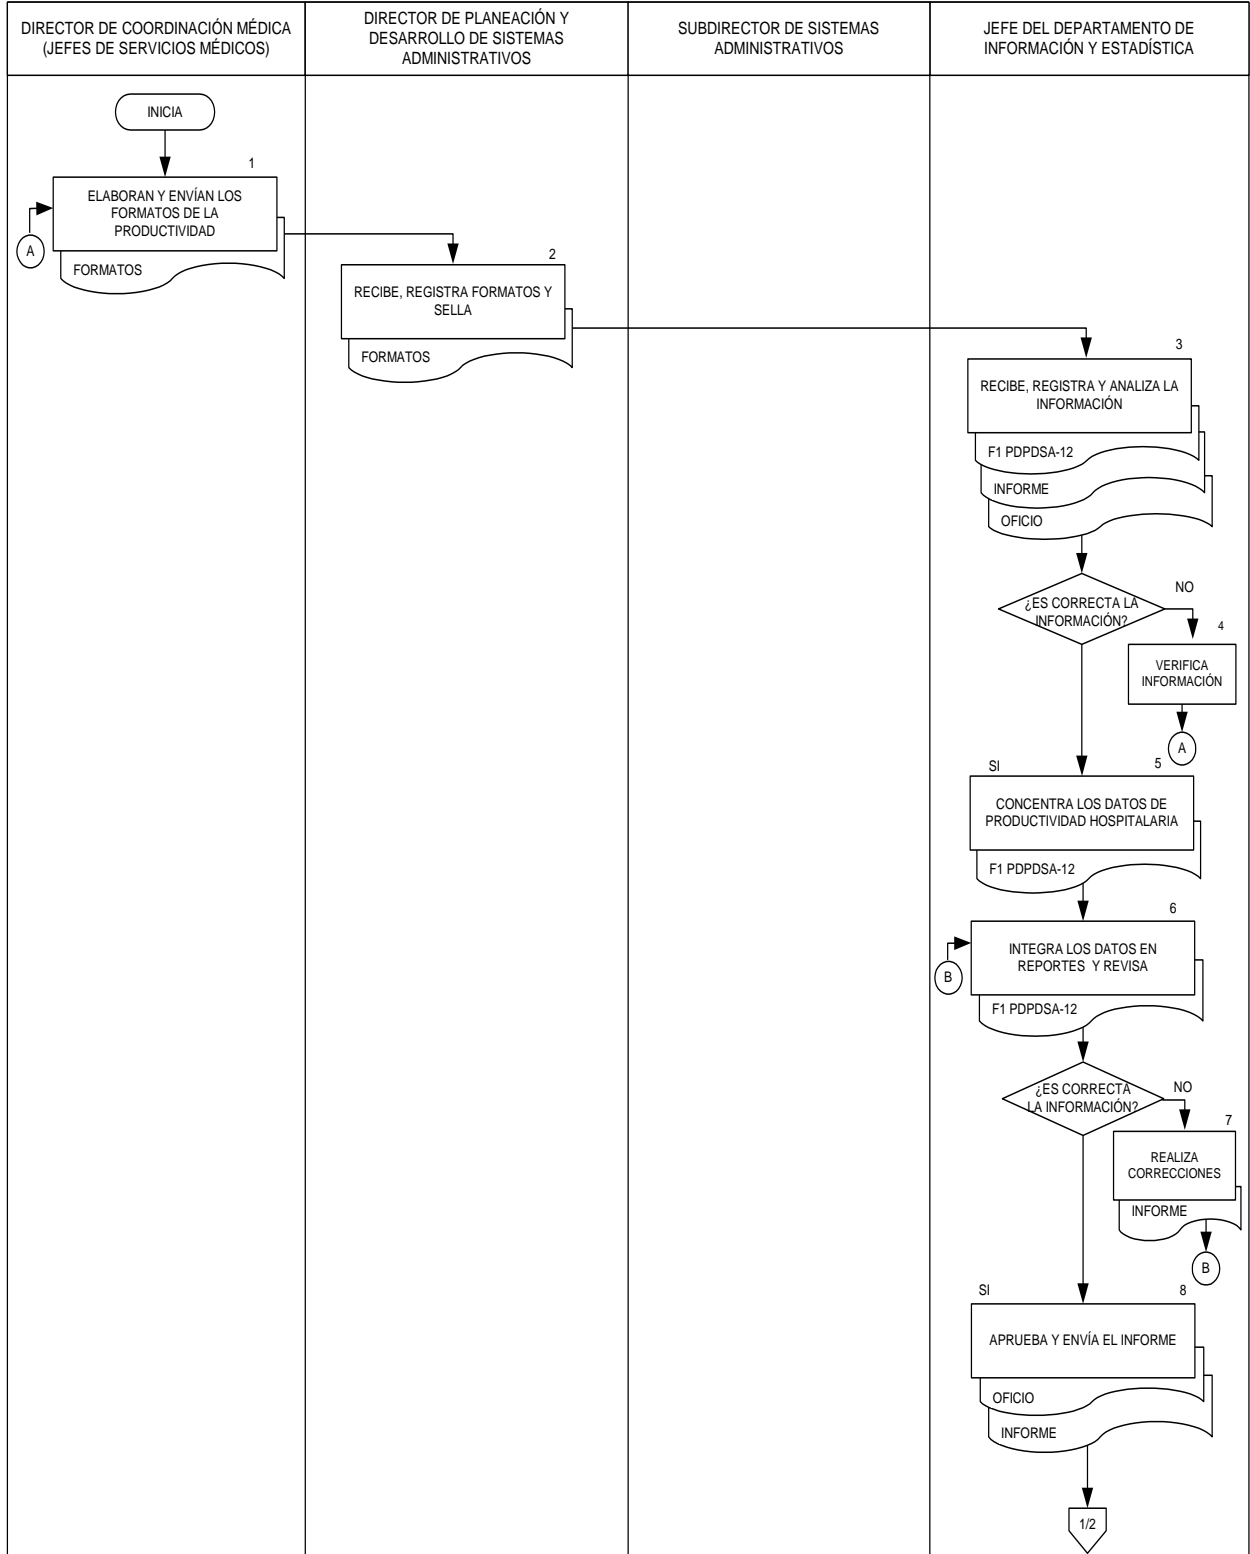 DIRECTOR DE COORDINACIÓN MÉDICA
(JEFES DE SERVICIOS MÉDICOS)
DIRECTOR DE PLANEACIÓN Y
DESARROLLO DE SISTEMAS
ADMINISTRATIVOS
SUBDIRECTOR DE SISTEMAS
ADMINISTRATIVOS
JEFE DEL DEPARTAMENTO DE
INFORMACIÓN Y ESTADÍSTICA
INICIA
1
ELABORAN Y ENVÍAN LOS
FORMATOS DE LA
PRODUCTIVIDAD
A
FORMATOS
2
RECIBE, REGISTRA FORMATOS Y
SELLA
FORMATOS
3
RECIBE, REGISTRA Y ANALIZA LA
INFORMACIÓN
F1 PDPDSA-12
INFORME
OFICIO
¿ES CORRECTA LA
INFORMACIÓN?
NO
4
VERIFICA
INFORMACIÓN
A
SI
5
CONCENTRA LOS DATOS DE
PRODUCTIVIDAD HOSPITALARIA
F1 PDPDSA-12
6
INTEGRA LOS DATOS EN
REPORTES Y REVISA
B
F1 PDPDSA-12
¿ES CORRECTA
LA INFORMACIÓN?
NO
7
REALIZA
CORRECCIONES
INFORME
B
SI
8
APRUEBA Y ENVÍA EL INFORME
OFICIO
INFORME
1/2